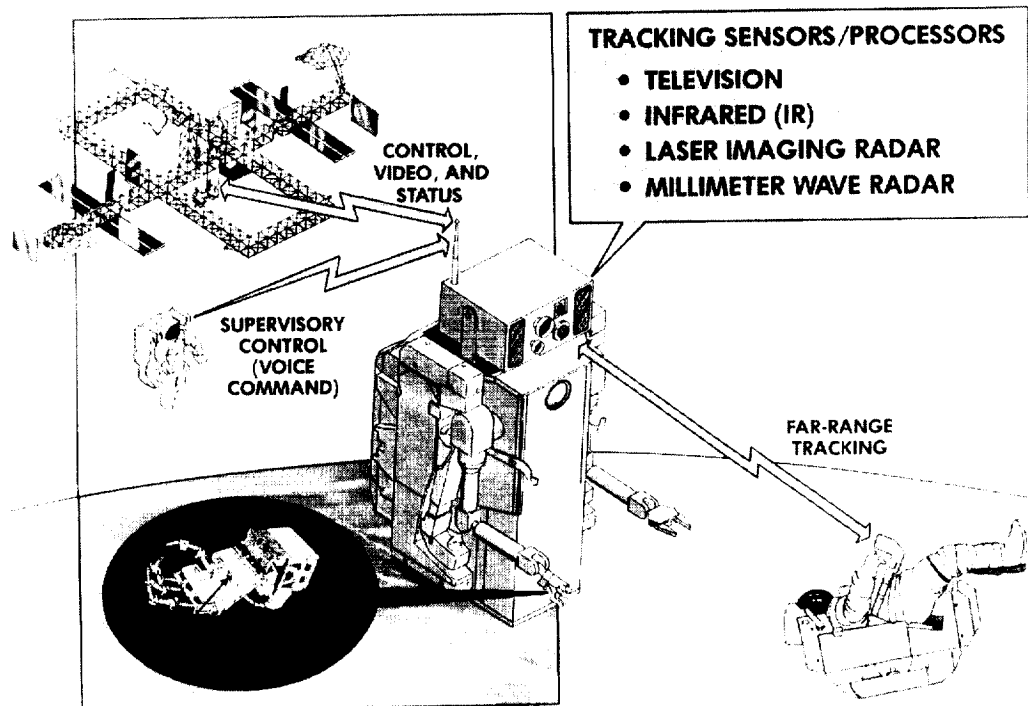 TRACKING SENSORS/PROCESSORS
• TELEVISION
• INFRARED (IR)
• LASER IMAGING RADAR
• MILLIMETER WAVE RADAR
CONTROL,
VIDEO, AND
STATUS
SUPERVISORY
CONTROL
(VOICE
COMMAND)
FAR-RANGE
TRACKING